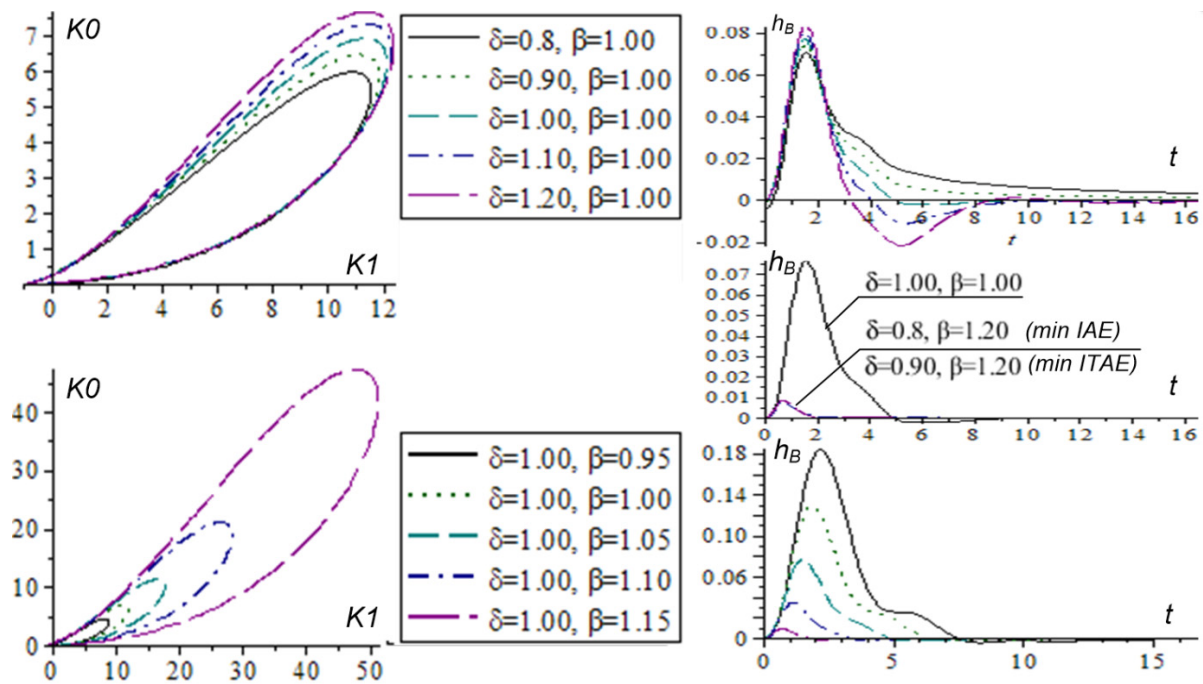 K0
7
6
5
4
3
2
1
K1
0 2 4 6 8 10 12
δ=0.8, β=1.00
δ=0.90, β=1.00
δ=1.00, β=1.00
δ=1.10, β=1.00
δ=1.20, β=1.00
hB
0.08
0.06
0.04
0.02
0
-0.02
t
2 4 6 8 10 12 14 16
t
hB
0.07
0.06
0.05
0.04
0.03
0.02
0.01
0
δ=1.00, β=1.00
δ=0.8, β=1.20 (min IAE)
δ=0.90, β=1.20 (min ITAE)
t
0 2 4 6 8 10 12 14 16
K0
40
30
20
10
0
K1
0 10 20 30 40 50
δ=1.00, β=0.95
δ=1.00, β=1.00
δ=1.00, β=1.05
δ=1.00, β=1.10
δ=1.00, β=1.15
hB
0.18
0.14
0.10
0.06
0
t
0 5 10 15